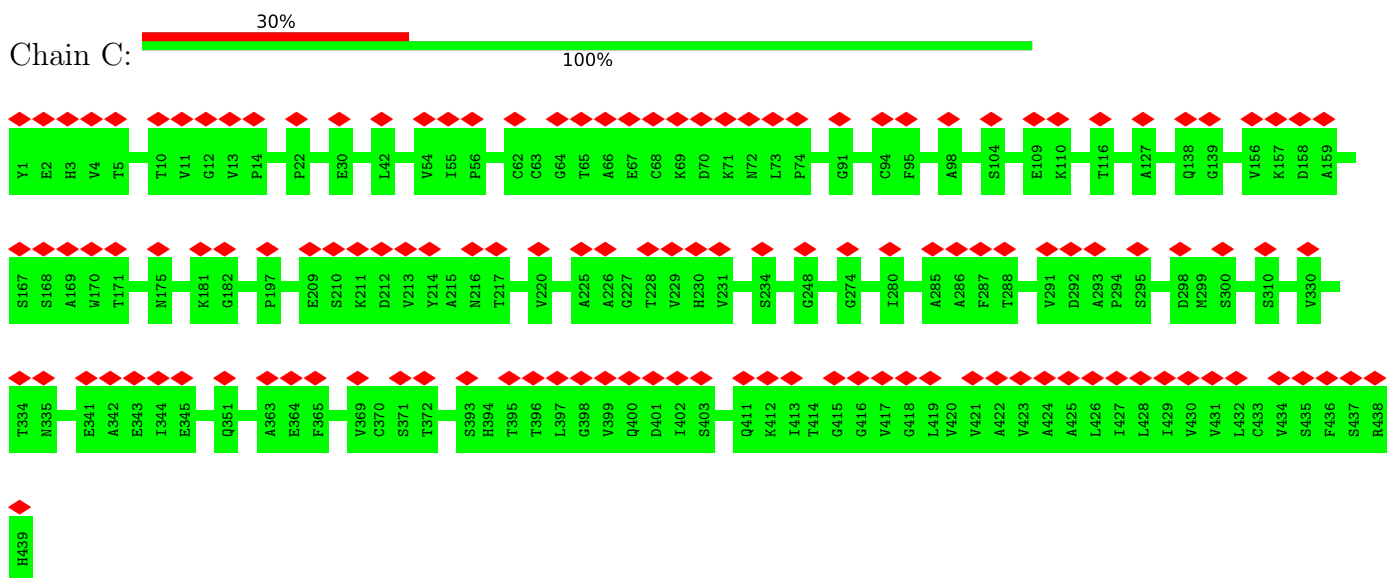 30%
Chain C:
100%
Y1 E2 H3 V4 T5 T10 V11 G12 V13 P14 P22 E30 L42 V54 I55 P56 C62 C63 G64 T65 A66 E67 C68 K69 D70 K71 N72 L73 P74 G91 C94 F95 A98 S104 E109 K110 T116 A127 Q138 G139 V156 K157 D158 A159
S167 S168 A169 W170 T171 N175 K181 G182 P197 E209 S210 K211 D212 V213 Y214 A215 N216 T217 V220 A225 A226 G227 T228 V229 H230 V231 S234 G248 G274 I280 A285 A286 F287 T288 V291 D292 A293 P294 S295 D298 M299 S300 S310 V330
T334 N335 E341 A342 E343 I344 E345 Q351 A363 E364 F365 V369 C370 S371 T372 S393 H394 T395 T396 L397 G398 V399 Q400 D401 I402 S403 Q411 K412 I413 T414 G415 G416 V417 G418 L419 V420 V421 A422 V423 A424 A425 L426 I427 L428 I429 V430 V431 L432 C433 V434 S435 F436 S437 R438
H439